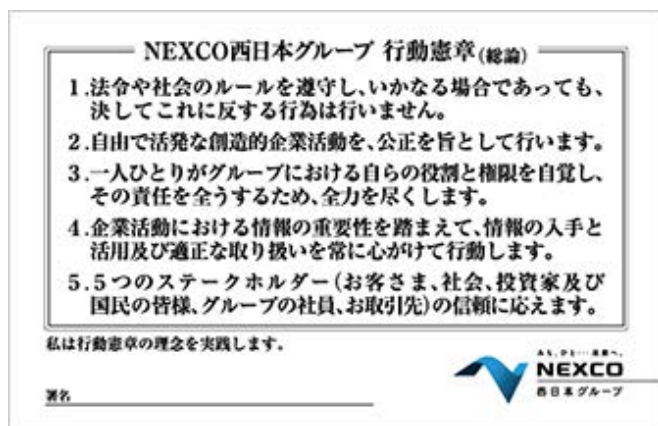 NEXCO西日本グループ 行動憲章(総論)
1.法令や社会のルールを遵守し、いかなる場合であっても、
決してこれに反する行為は行いません。
2.自由で活発な創造的企業活動を、公正を旨として行います。
3.一人ひとりがグループにおける自らの役割と権限を自覚し、
その責任を全うするため、全力を尽くします。
4.企業活動における情報の重要性を踏まえて、情報の入手と
活用及び適正な取り扱いを常に心がけて行動します。
5.5つのステークホルダー(お客さま、社会、投資家及び
国民の皆様、グループの社員、お取引先)の信頼に応えます。
私は行動憲章の理念を実践します。
みち、ひと…未来へ。
NEXCO
西日本グループ
署名